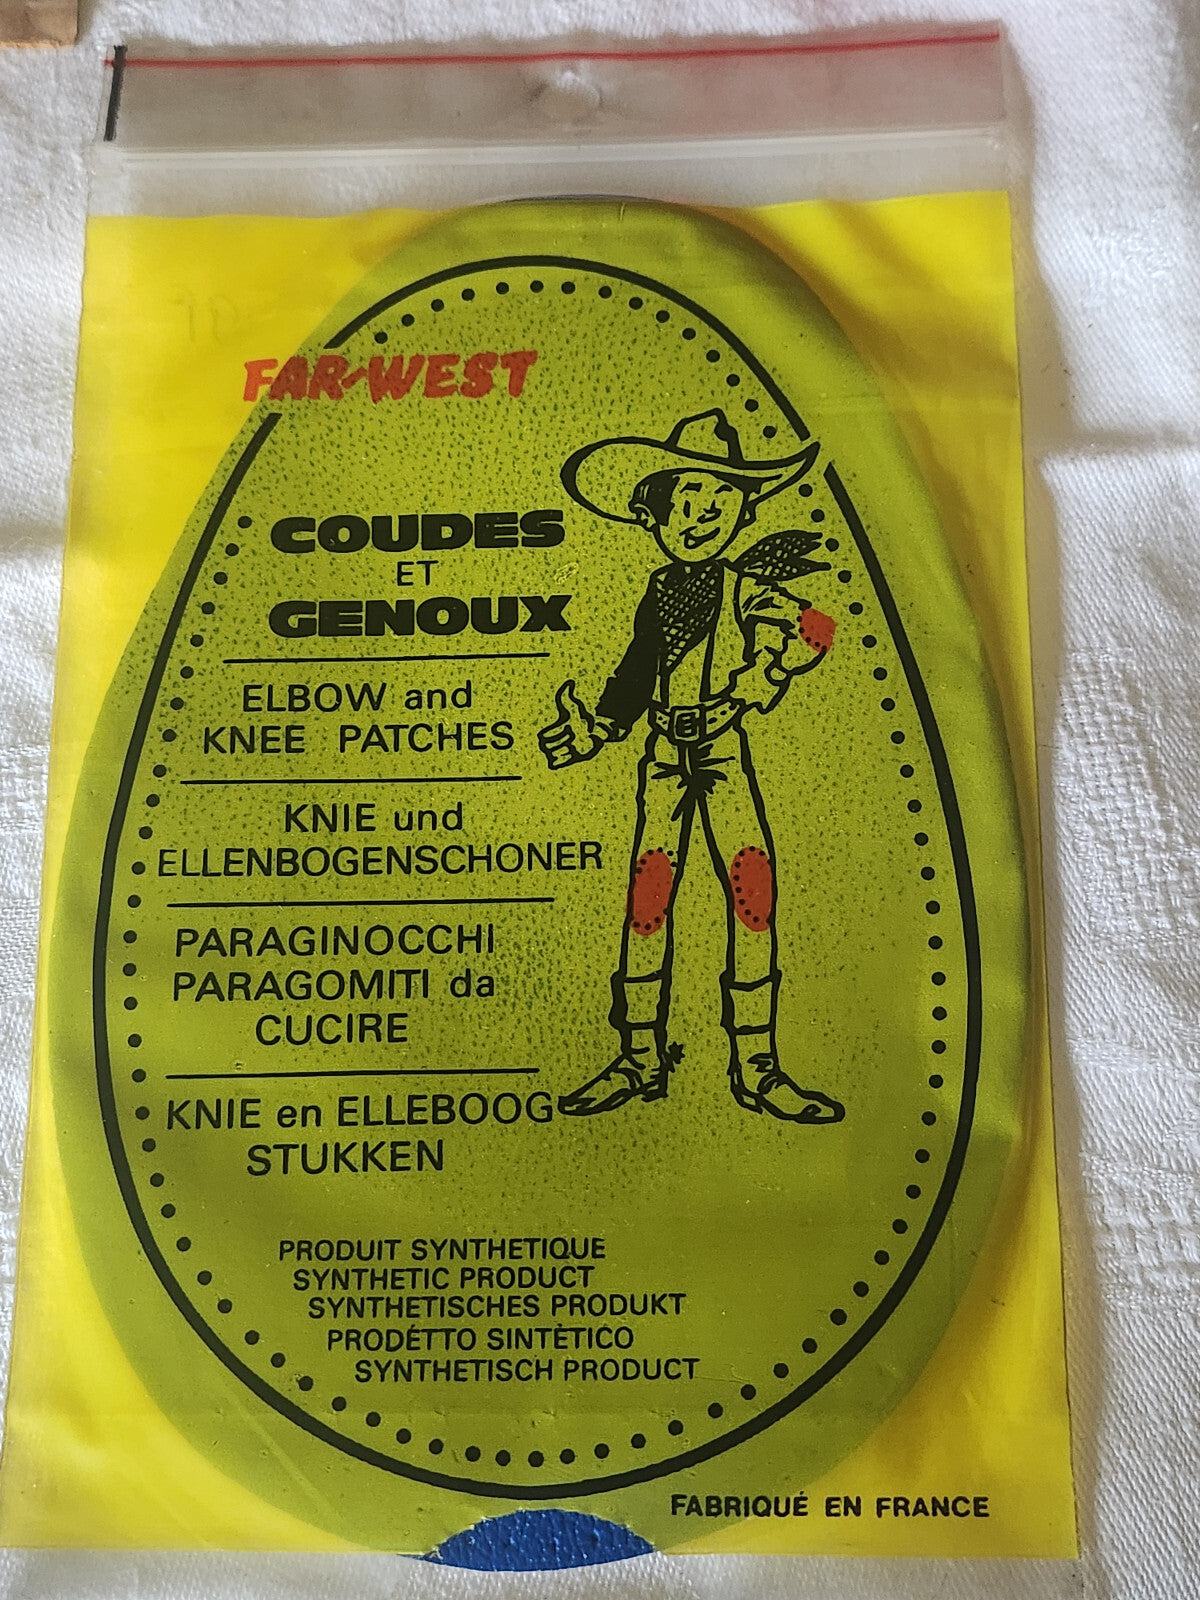 FAR-WEST
COUDES
ET
GENOUX
ELBOW and
KNEE PATCHES
KNIE und
ELLENBOGENSCHONER
PARAGINOCCHI
PARAGOMITI da
CUCIRE
KNIE en ELLEBOOG
STUKKEN
PRODUIT SYNTHETIQUE
SYNTHETIC PRODUCT
SYNTHETISCHES PRODUKT
PRODÉTTO SINTÈTICO
SYNTHETISCH PRODUCT
FABRIQUÉ EN FRANCE